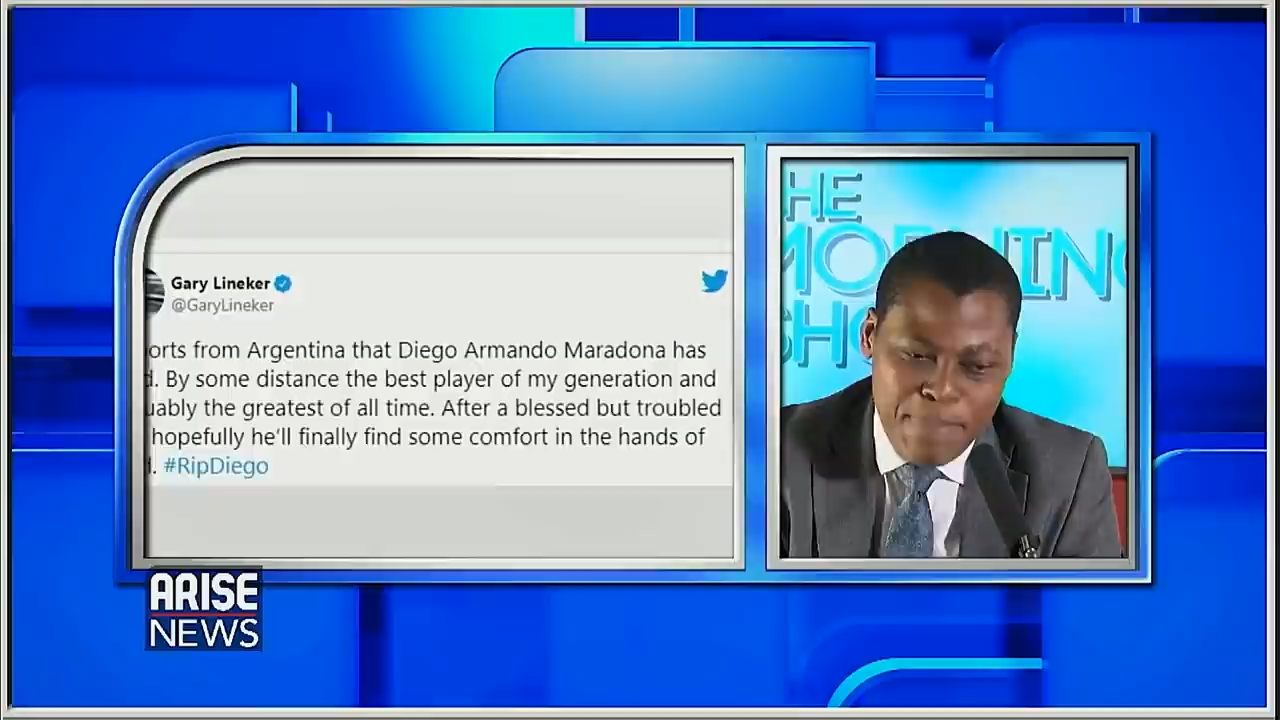 Gary Lineker
@GaryLineker
orts from Argentina that Diego Armando Maradona has
d. By some distance the best player of my generation and
uably the greatest of all time. After a blessed but troubled
hopefully he'll finally find some comfort in the hands of
d. #RipDiego
HE
MORNING
SHO
ARISE
NEWS